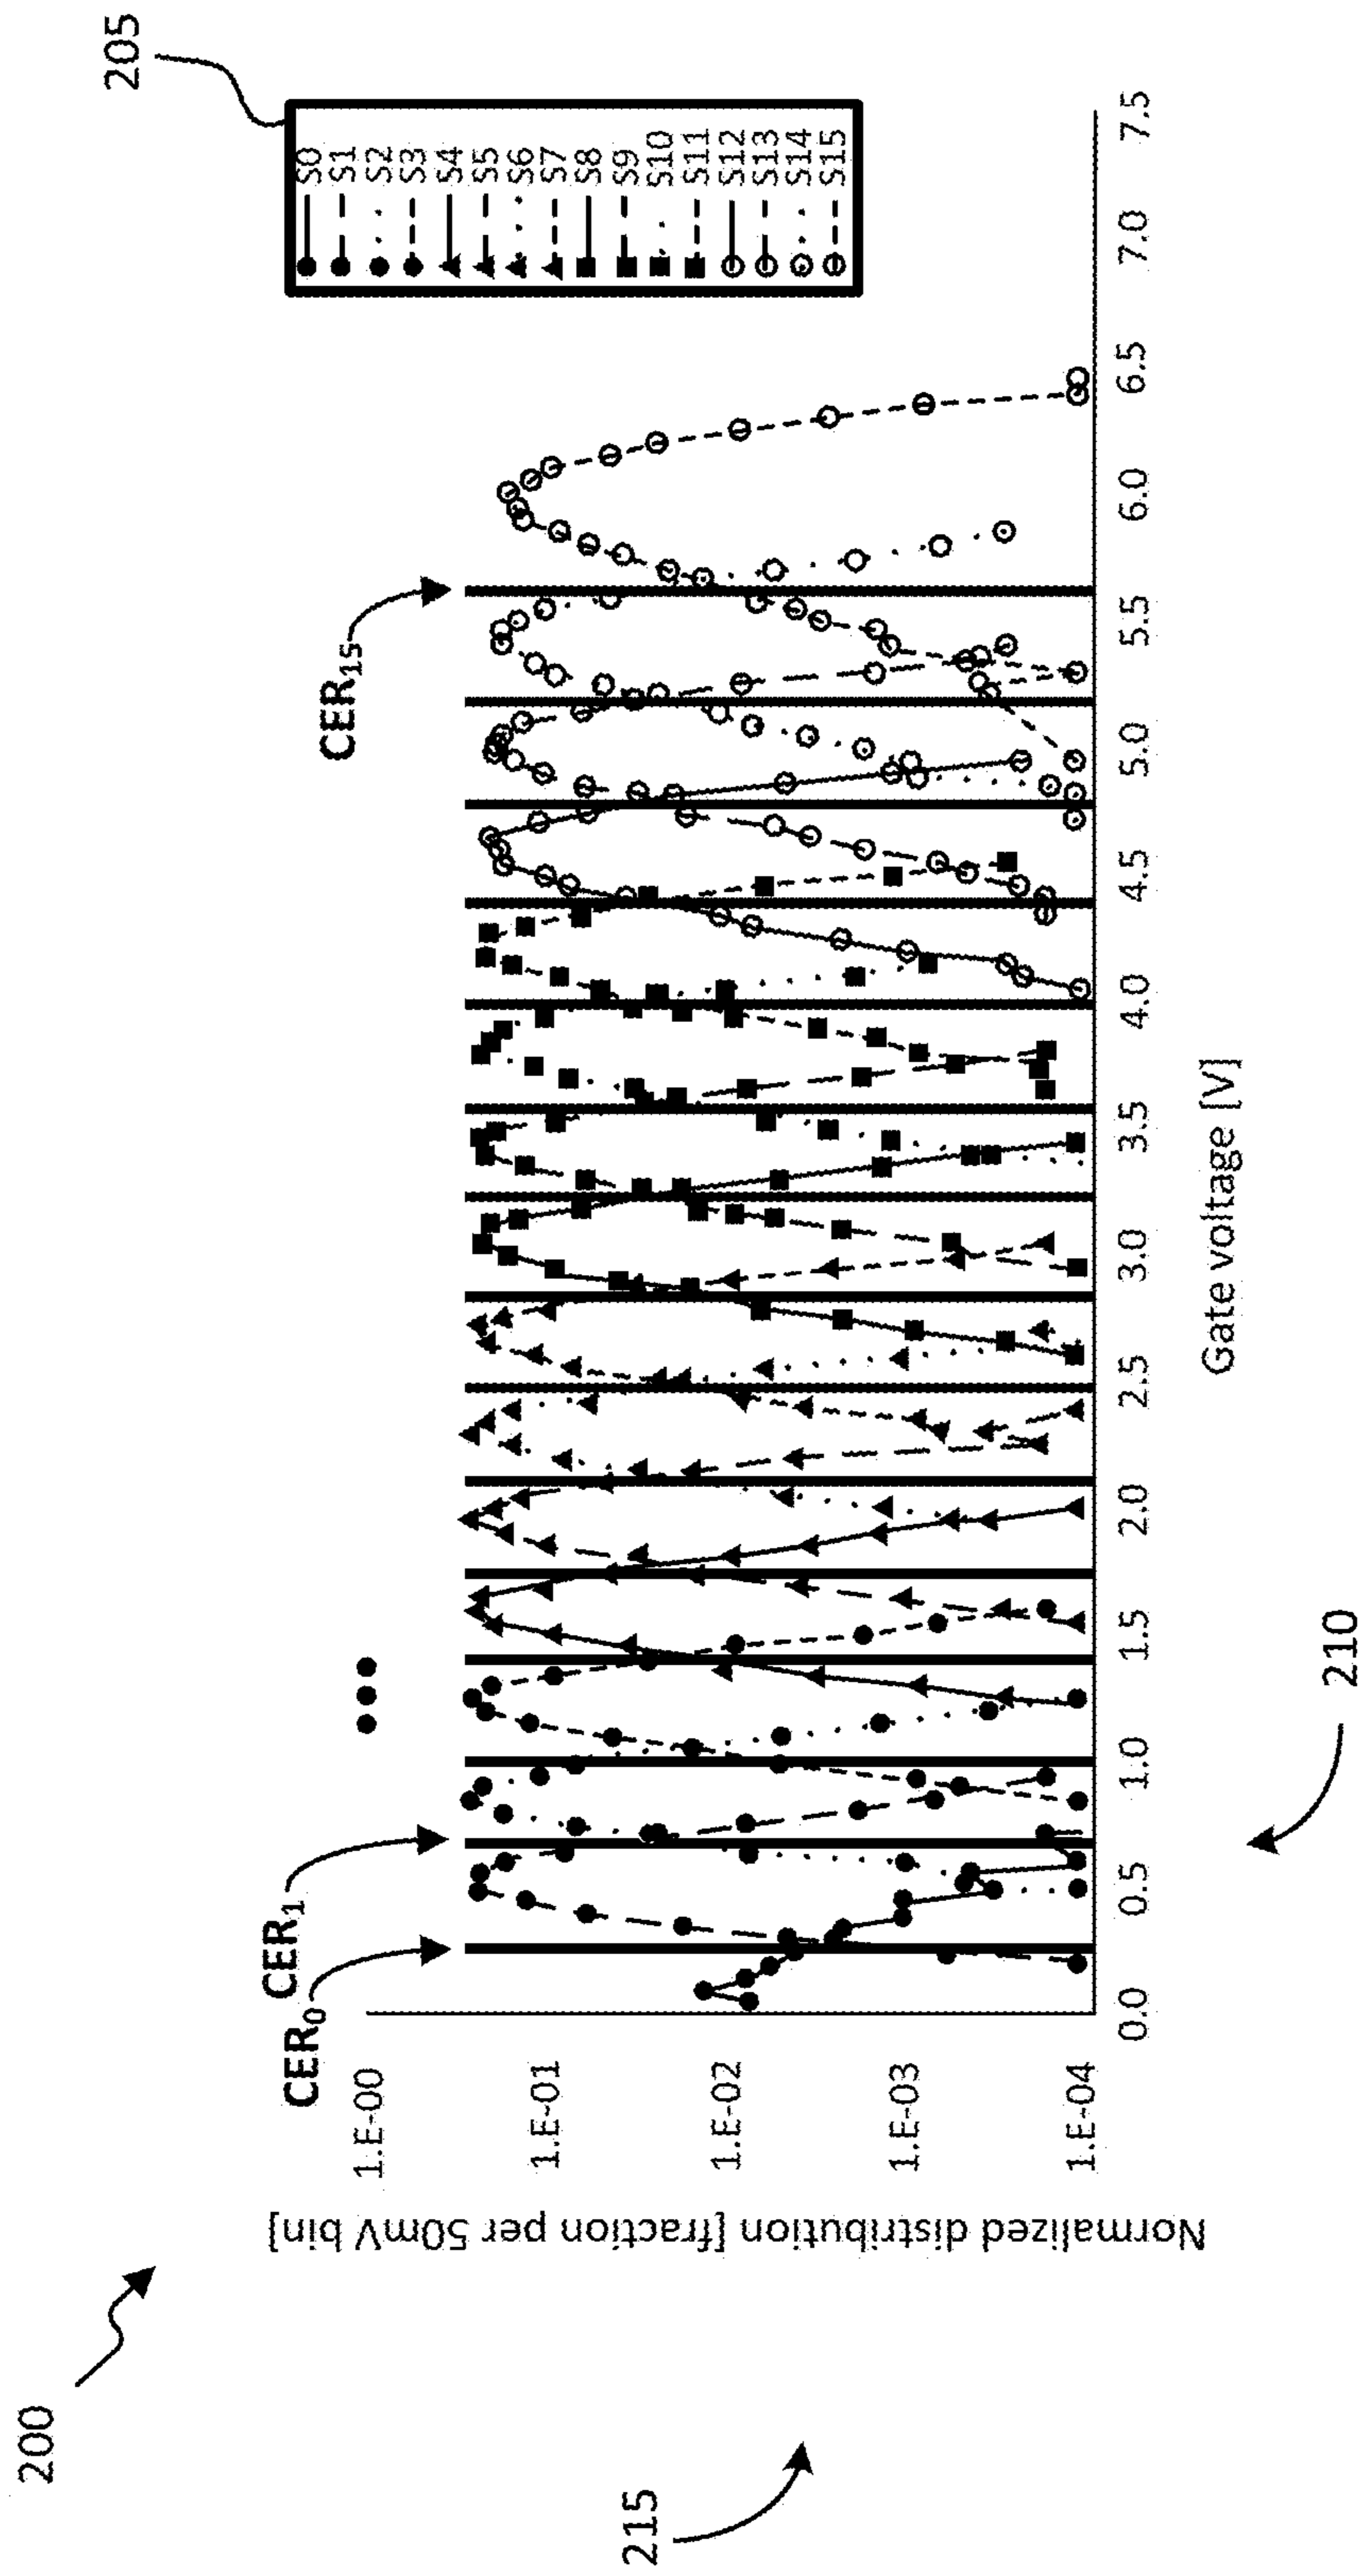 200
205
S0
S1
S2
S3
S4
S5
S6
S7
S8
S9
S10
S11
S12
S13
S14
S15
CER0
CER1
CER15
215
Normalized distribution [fraction per 50mV bin]
1.E-00
1.E-01
1.E-02
1.E-03
1.E-04
0.0
0.5
1.0
1.5
2.0
2.5
3.0
3.5
4.0
4.5
5.0
5.5
6.0
6.5
7.0
7.5
Gate voltage [V]
210